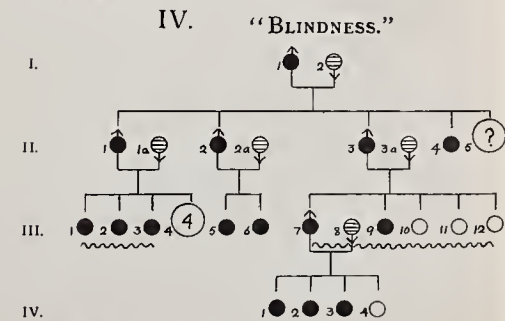 IV. "BLINDNESS."
I. 1 2
II. 1 1a 2 2a 3 3a 4 5 ?
III. 1 2 3 4 4 5 6 7 8 9 10 11 12
IV. 1 2 3 4